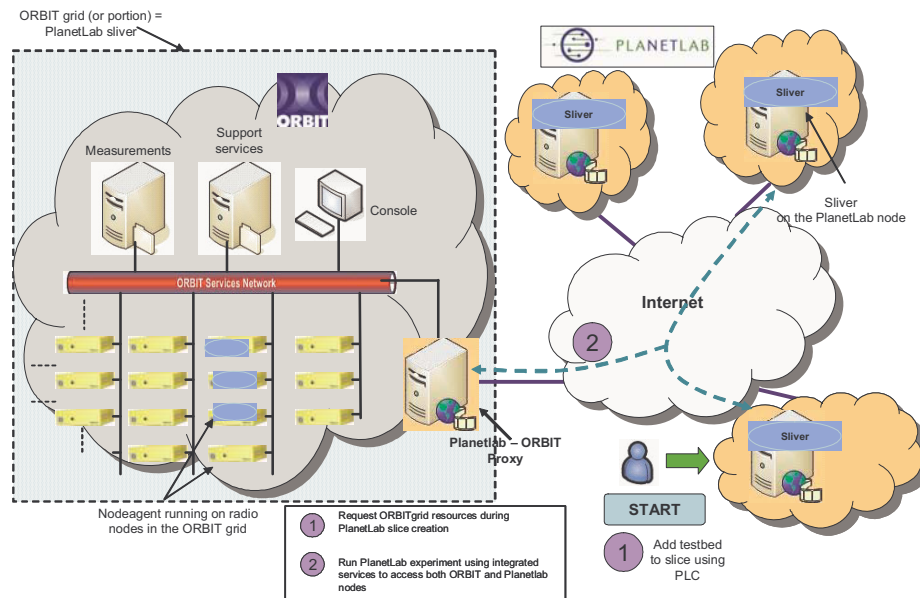 ORBIT grid (or portion) =
PlanetLab sliver
PLANETLAB
ORBIT
Measurements
Support
services
Console
Sliver
Sliver
Sliver
on the PlanetLab node
ORBIT Services Network
Internet
2
Planetlab – ORBIT
Proxy
Sliver
Nodeagent running on radio
nodes in the ORBIT grid
START
1
Add testbed
to slice using
PLC
1
Request ORBITgrid resources during
PlanetLab slice creation
2
Run PlanetLab experiment using integrated
services to access both ORBIT and Planetlab
nodes